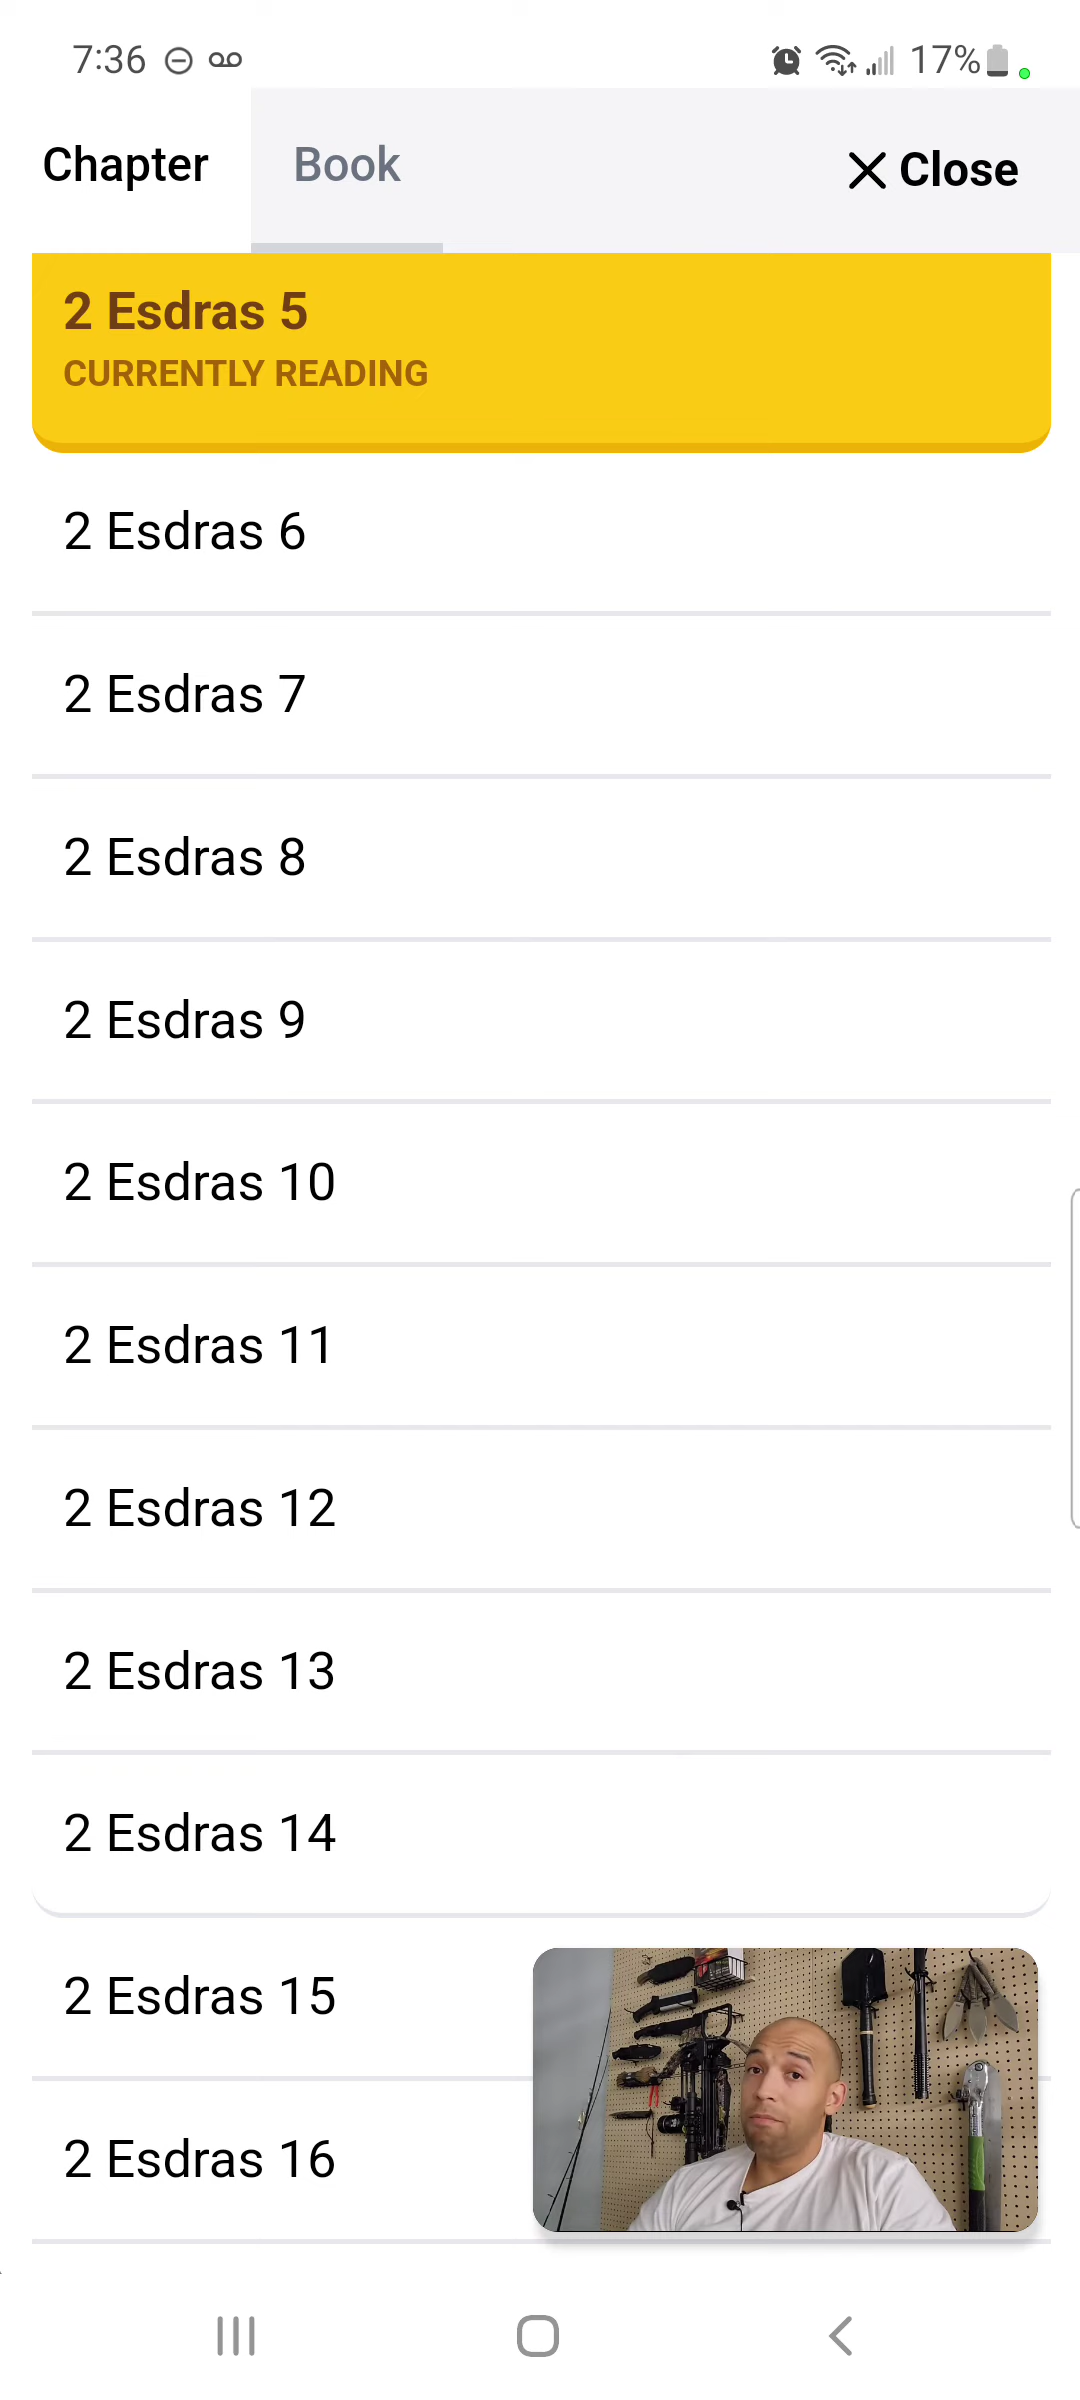 7:36
17%
Chapter
Book
Close
2 Esdras 5
CURRENTLY READING
2 Esdras 6
2 Esdras 7
2 Esdras 8
2 Esdras 9
2 Esdras 10
2 Esdras 11
2 Esdras 12
2 Esdras 13
2 Esdras 14
2 Esdras 15
2 Esdras 16